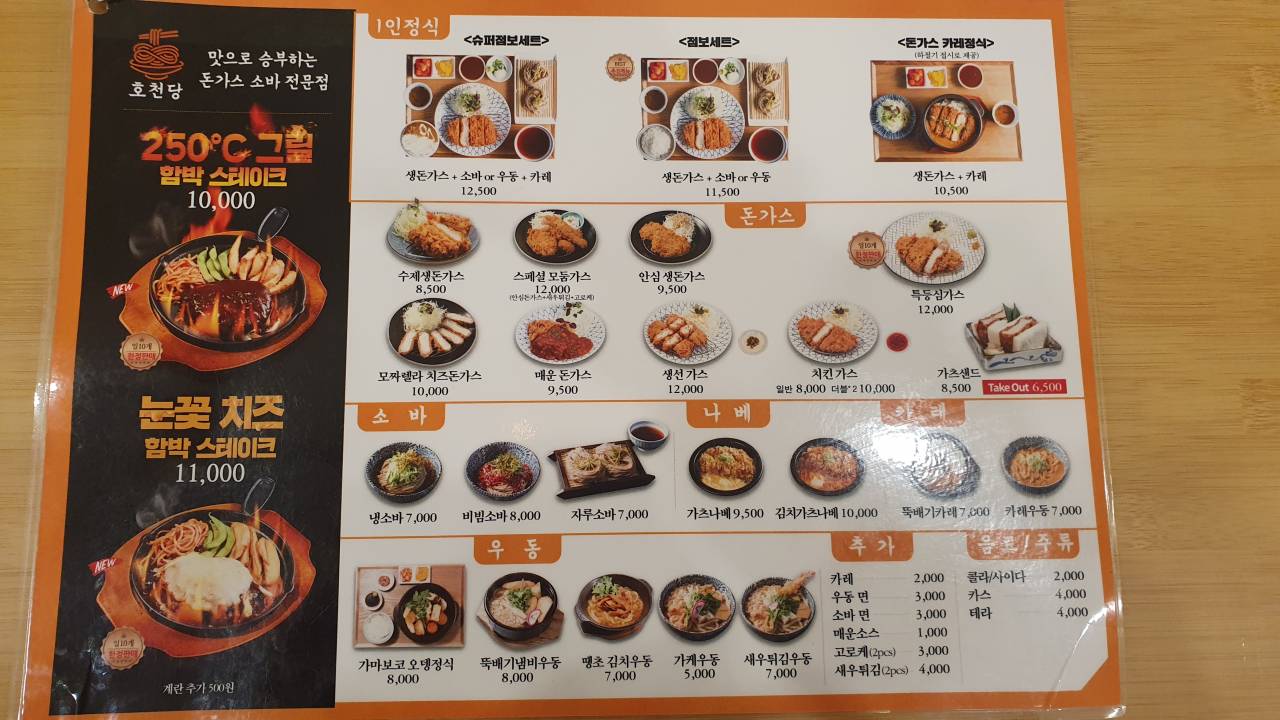 호천당
맛으로 승부하는
돈가스 소바 전문점
250°C 그릴
함박 스테이크
10,000
NEW
일10개
한정판매
눈꽃 치즈
함박 스테이크
11,000
NEW
일10개
한정판매
계란 추가 500원
1인정식
<슈퍼점보세트>
생돈가스 + 소바 or 우동 + 카레
12,500
<점보세트>
BEST
생돈가스 + 소바 or 우동
11,500
<돈가스 카레정식>
(하절기 접시로 제공)
생돈가스 + 카레
10,500
돈가스
수제생돈가스
8,500
스페셜 모둠가스
12,000
(안심돈가스+새우튀김+고로케)
안심 생돈가스
9,500
일10개
한정판매
특등심가스
12,000
모짜렐라 치즈돈가스
10,000
매운 돈가스
9,500
생선 가스
12,000
치킨 가스
일반 8,000 더블*2 10,000
가츠샌드
8,500 Take Out 6,500
소바
냉소바 7,000
비빔소바 8,000
자루소바 7,000
나베
가츠나베 9,500
김치가츠나베 10,000
카레
뚝배기카레 7,000
카레우동 7,000
우동
가마보코 오뎅정식
8,000
뚝배기냄비우동
8,000
땡초 김치우동
7,000
가케우동
5,000
새우튀김우동
7,000
추가
카레 2,000
우동 면 3,000
소바 면 3,000
매운소스 1,000
고로케(2pcs) 3,000
새우튀김(2pcs) 4,000
음료/주류
콜라/사이다 2,000
카스 4,000
테라 4,000